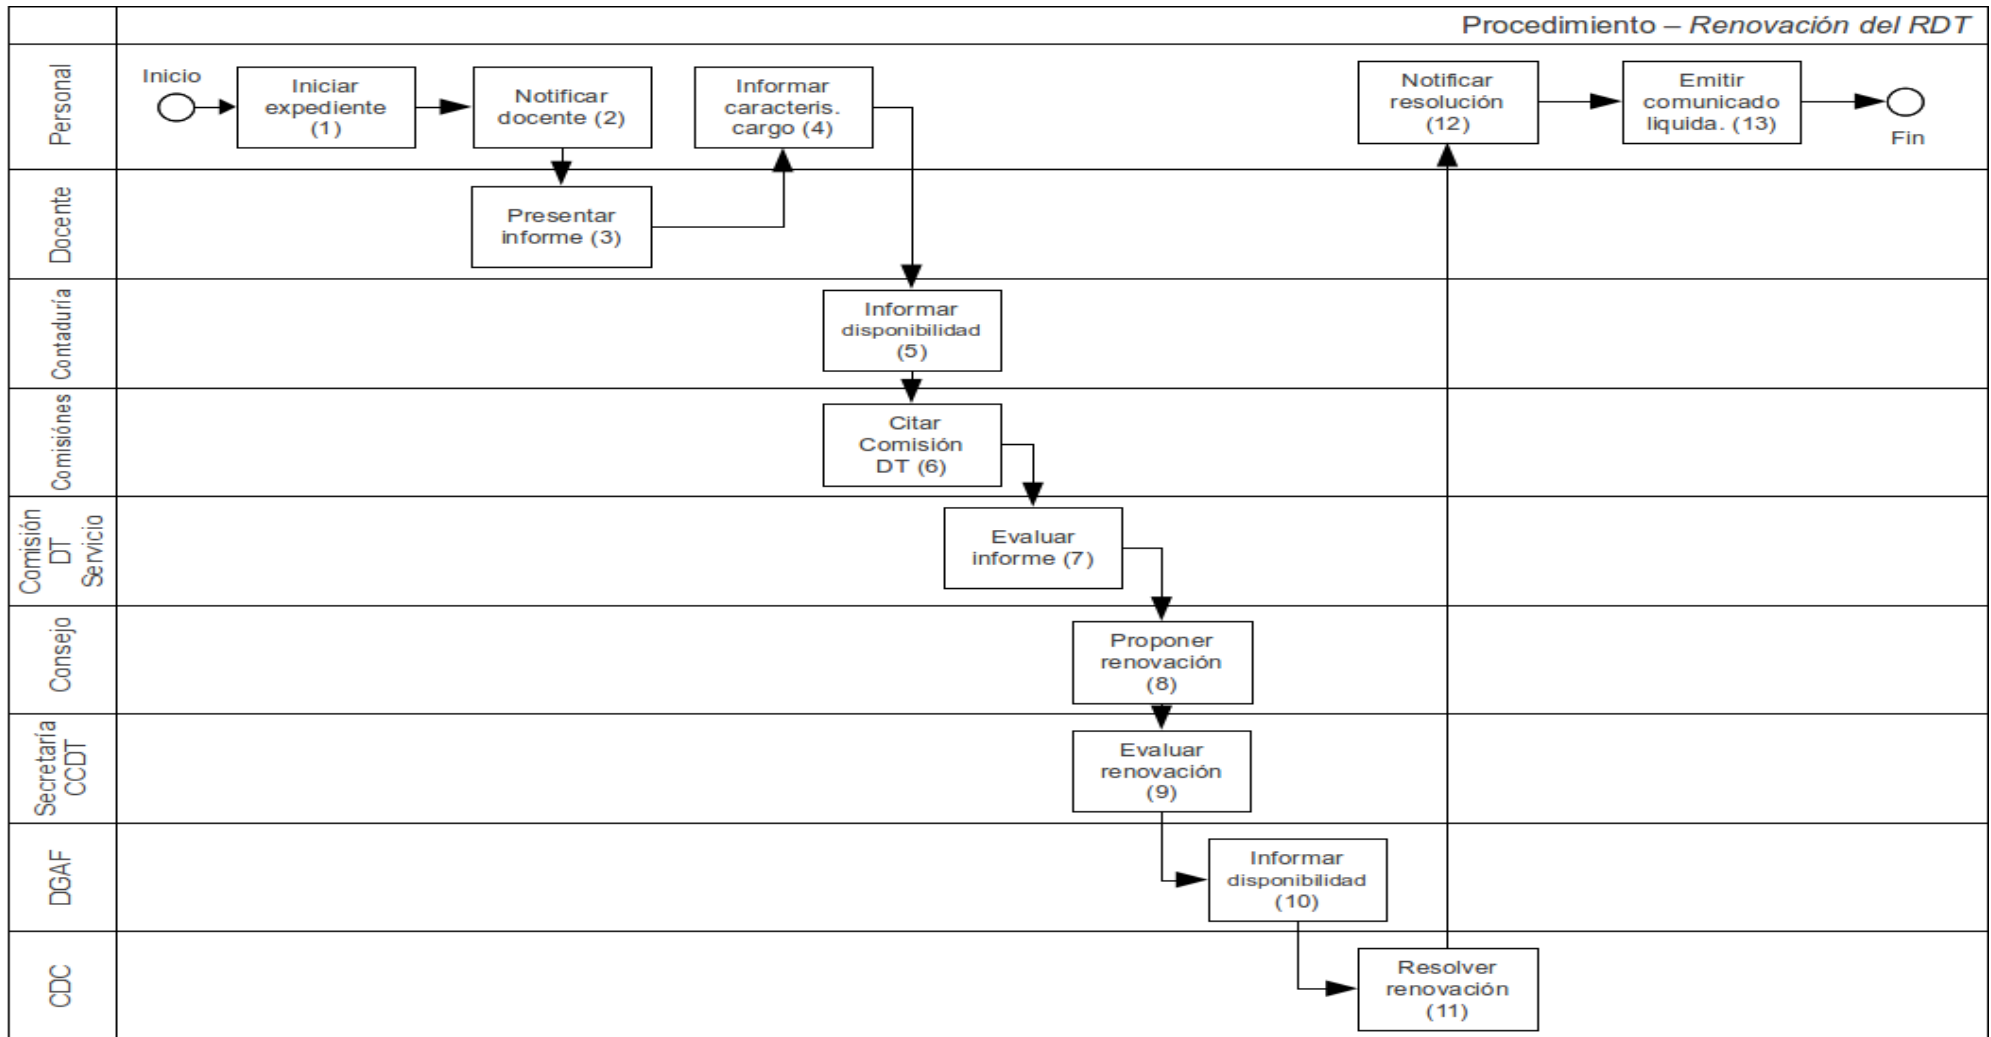 Procedimiento – Renovación del RDT
Personal
Inicio
Iniciar
expediente
(1)
Notificar
docente (2)
Informar
caracteris.
cargo (4)
Notificar
resolución
(12)
Emitir
comunicado
liquida. (13)
Fin
Docente
Presentar
informe (3)
Contaduría
Informar
disponibilidad
(5)
Comisiónes
Citar
Comisión
DT (6)
Comisión
DT
Servicio
Evaluar
informe (7)
Consejo
Proponer
renovación
(8)
Secretaría
CCDT
Evaluar
renovación
(9)
DGAF
Informar
disponibilidad
(10)
CDC
Resolver
renovación
(11)